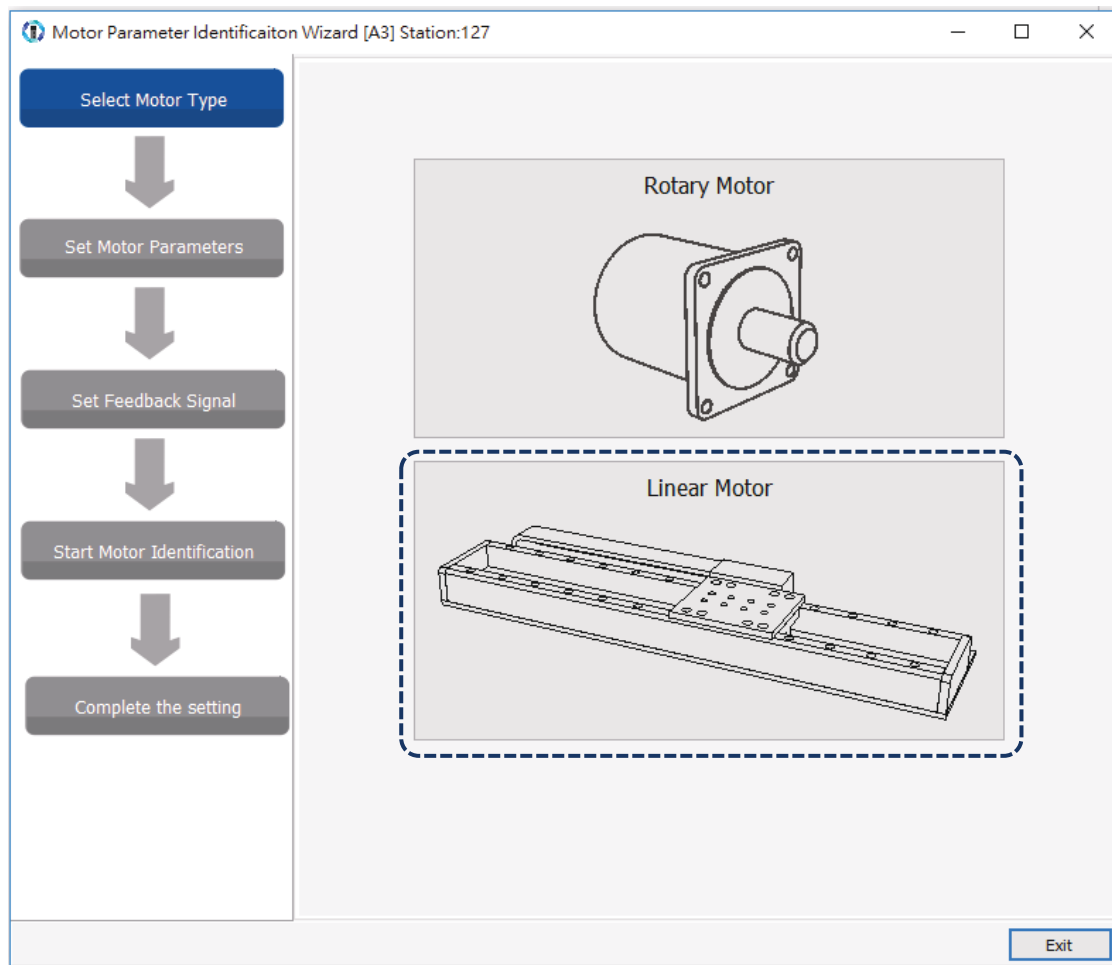 Motor Parameter Identificaiton Wizard [A3] Station:127
Select Motor Type
Set Motor Parameters
Set Feedback Signal
Start Motor Identification
Complete the setting
Rotary Motor
Linear Motor
Exit